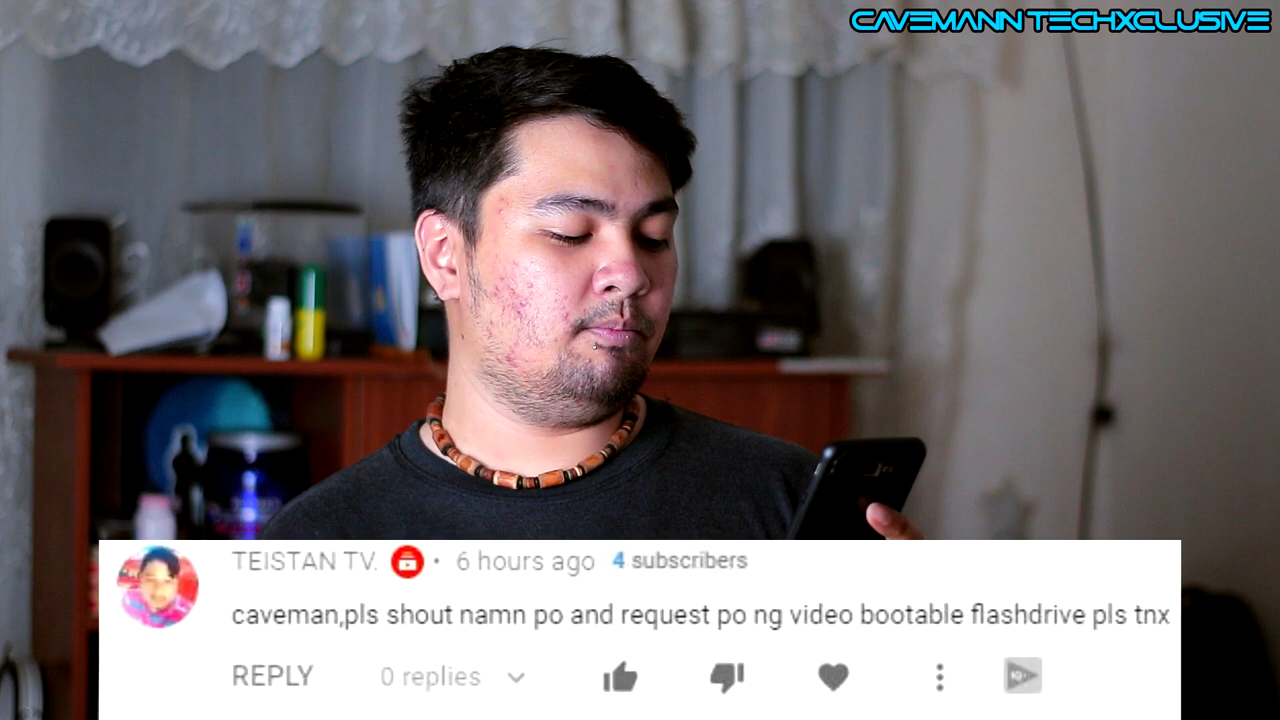 CAVEMANN TECHXCLUSIVE
TEISTAN TV. • 6 hours ago 4 subscribers
caveman,pls shout namn po and request po ng video bootable flashdrive pls tnx
REPLY 0 replies